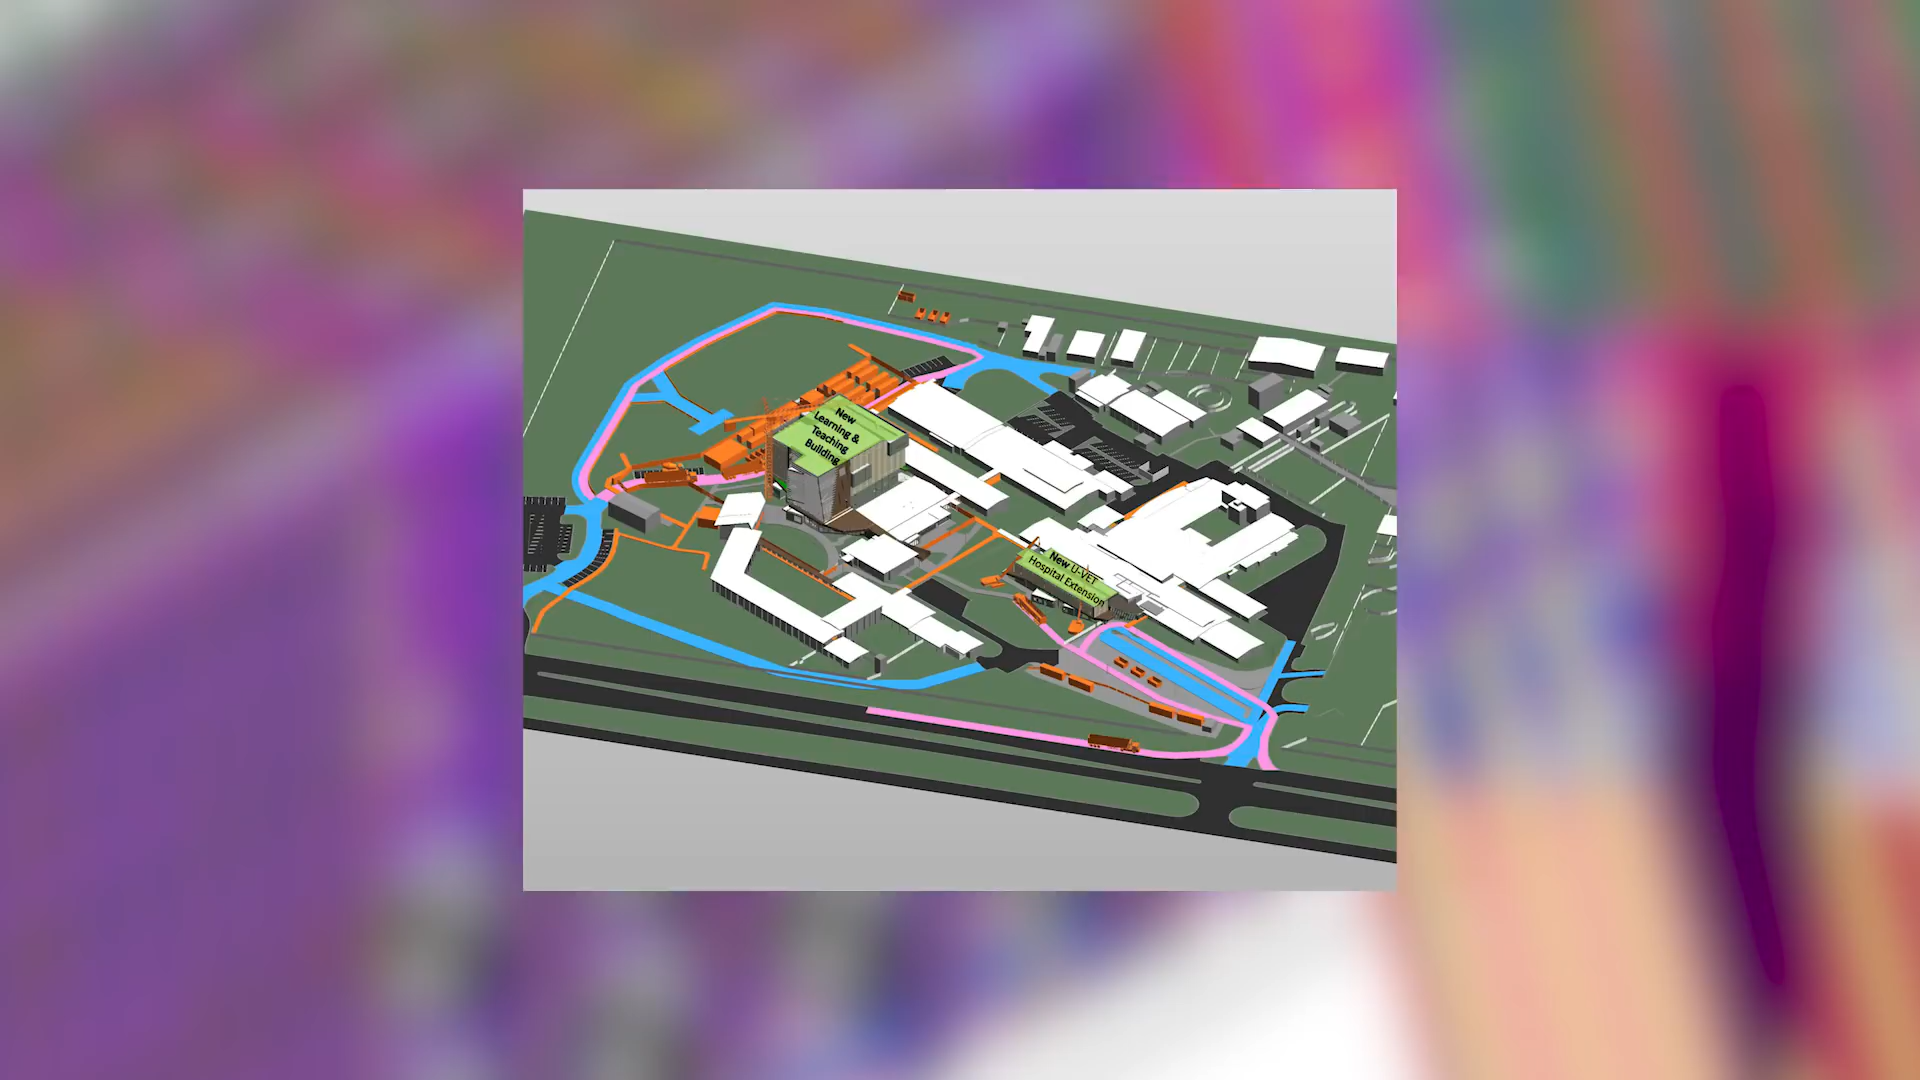 New
Learning &
Teaching
Building
New U-VET
Hospital Extension